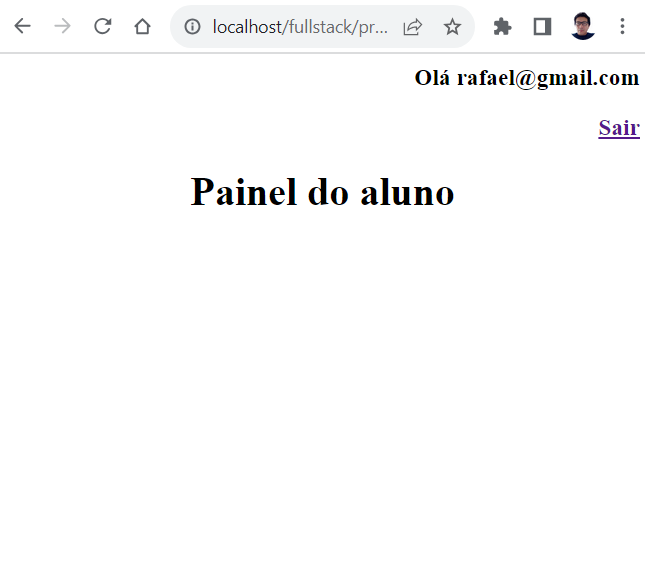 localhost/fullstack/pr...
Olá rafael@gmail.com
Sair
Painel do aluno